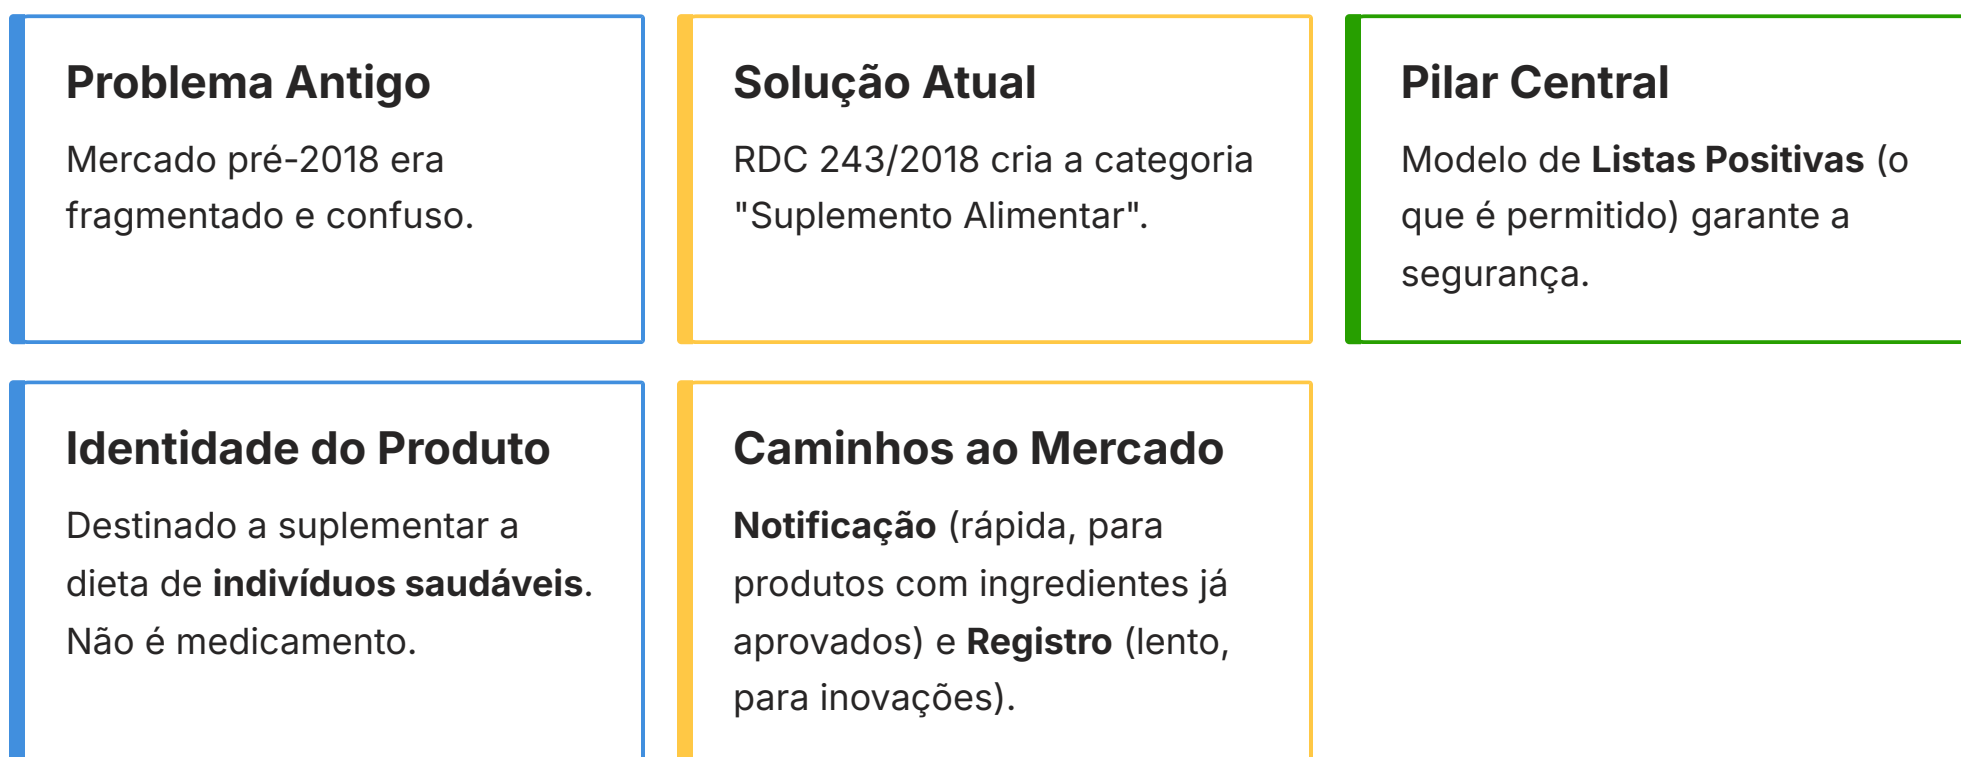 Problema Antigo
Mercado pré-2018 era
fragmentado e confuso.
Solução Atual
RDC 243/2018 cria a categoria
"Suplemento Alimentar".
Pilar Central
Modelo de Listas Positivas (o
que é permitido) garante a
segurança.
Identidade do Produto
Destinado a suplementar a
dieta de indivíduos saudáveis.
Não é medicamento.
Caminhos ao Mercado
Notificação (rápida, para
produtos com ingredientes já
aprovados) e Registro (lento,
para inovações).